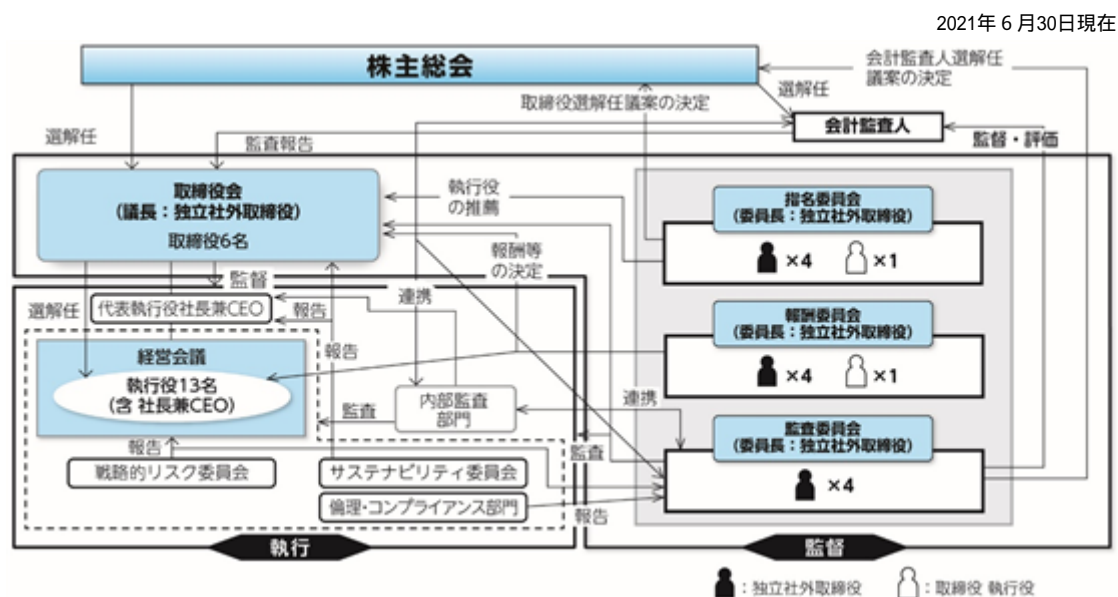 2021年6月30日現在
株主総会
会計監査人選解任
議案の決定
選解任
取締役選解任議案の決定
会計監査人
選解任
監査報告
監督・評価
取締役会
(議長：独立社外取締役)
取締役6名
執行役
の推薦
指名委員会
(委員長：独立社外取締役)
×4 ×1
報酬等
の決定
監督
選解任
代表執行役社長兼CEO
報告
連携
報酬委員会
(委員長：独立社外取締役)
×4 ×1
経営会議
執行役13名
(含 社長兼CEO)
報告
内部監査
部門
監査
連携
監査委員会
(委員長：独立社外取締役)
×4
報告
監査
戦略的リスク委員会
サステナビリティ委員会
倫理・コンプライアンス部門
報告
執行
監督
：独立社外取締役
：取締役 執行役